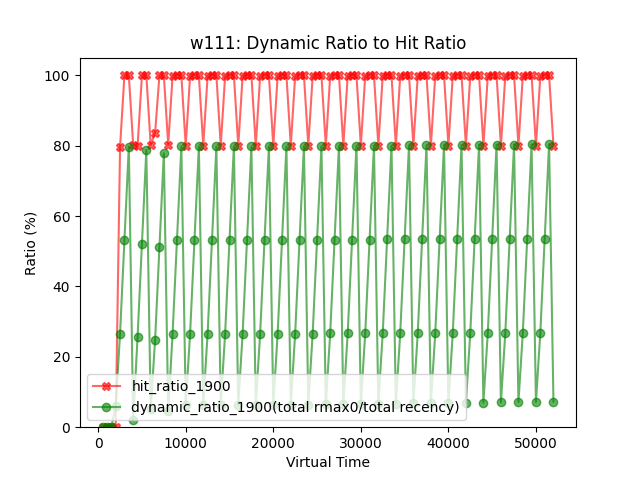 w111: Dynamic Ratio to Hit Ratio
100
80
60
40
20
0
Ratio (%)
hit_ratio_1900
dynamic_ratio_1900(total rmax0/total recency)
0 10000 20000 30000 40000 50000
Virtual Time